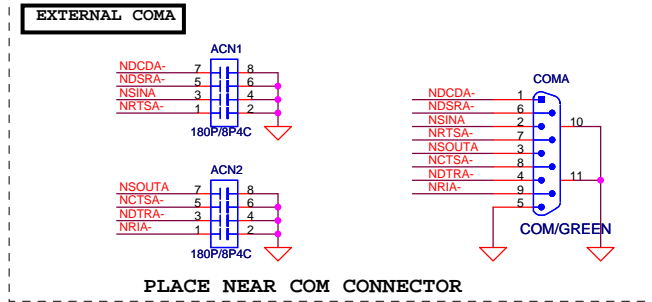 EXTERNAL COMA
ACN1
NDCDA- 7 8
NDSRA- 5 6
NSINA 3 4
NRTSA- 1 2
180P/8P4C
ACN2
NSOUTA 7 8
NCTSA- 5 6
NDTRA- 3 4
NRIA- 1 2
180P/8P4C
COMA
NDCDA- 1
NDSRA- 6
NSINA 2 10
NRTSA- 7
NSOUTA 3
NCTSA- 8
NDTRA- 4 11
NRIA- 9
5
COM/GREEN
PLACE NEAR COM CONNECTOR